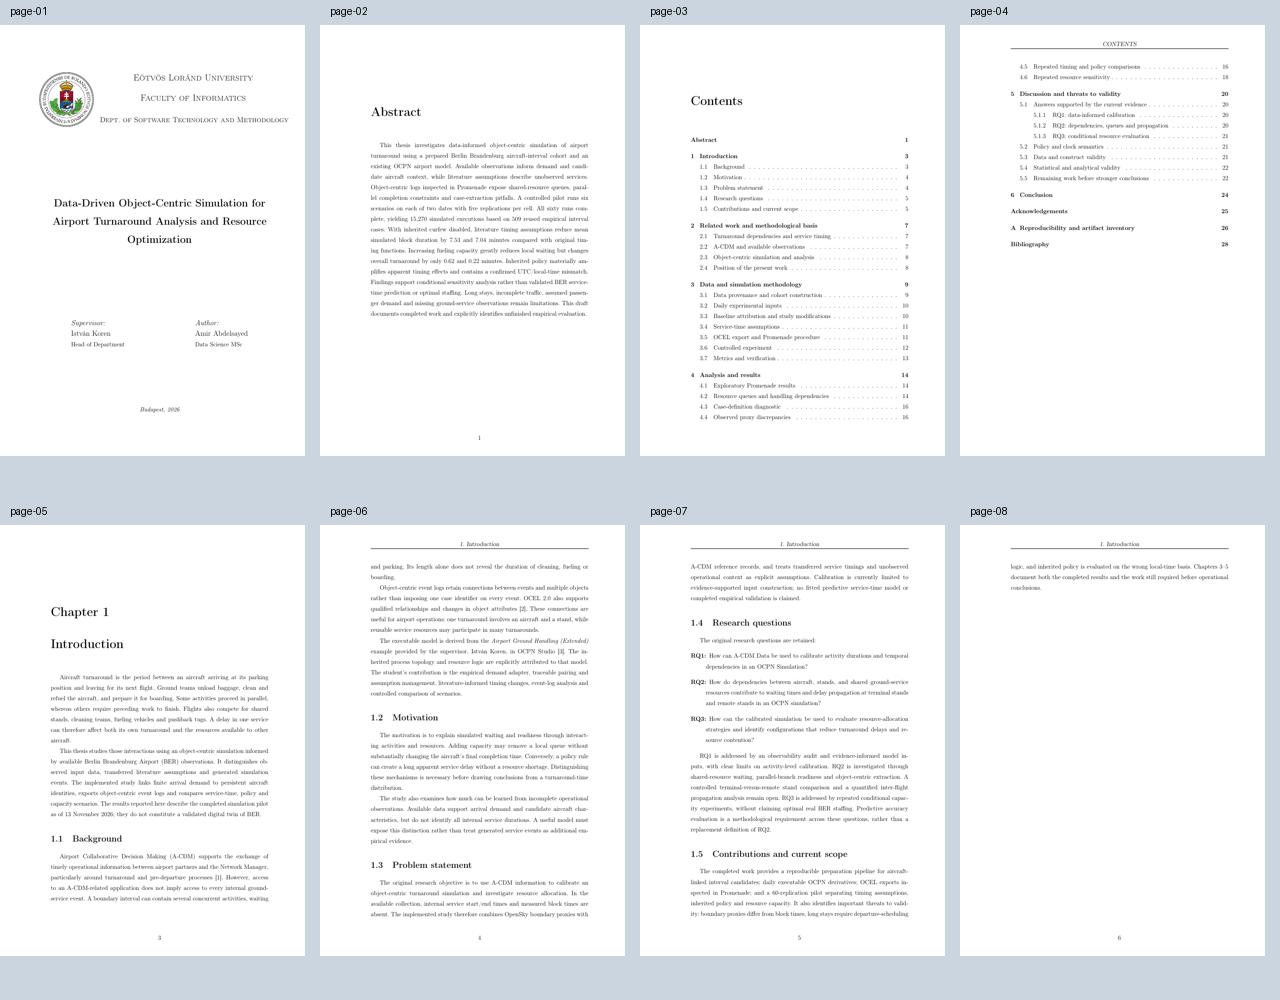 page-01
EÖTVÖS LORÁND UNIVERSITY
FACULTY OF INFORMATICS
DEPT. OF SOFTWARE TECHNOLOGY AND METHODOLOGY
Data-Driven Object-Centric Simulation for
Airport Turnaround Analysis and Resource
Optimization
Supervisor:
István Koren
Head of Department
Author:
Amir Abdelsayed
Data Science MSc
Budapest, 2026
page-02
Abstract
This thesis investigates data-informed object-centric simulation of airport
turnaround using a prepared Berlin Brandenburg aircraft-interval cohort and an
existing OCPN airport model. Available observations inform demand and candi-
date aircraft context, while literature assumptions describe unobserved services.
Object-centric logs inspected in Promenade expose shared-resource queues, paral-
lel completion constraints and case-extraction pitfalls. A controlled pilot runs six
scenarios on each of two dates with five replications per cell. All sixty runs com-
plete, yielding 15,270 simulated executions based on 509 reused empirical interval
cases. With inherited curfew disabled, literature timing assumptions reduce mean
simulated block duration by 7.53 and 7.04 minutes compared with original tim-
ing functions. Increasing fueling capacity greatly reduces local waiting but changes
overall turnaround by only 0.62 and 0.22 minutes. Inherited policy materially am-
plifies apparent timing effects and contains a confirmed UTC/local-time mismatch.
Findings support conditional sensitivity analysis rather than validated BER service-
time prediction or optimal staffing. Long stays, incomplete traffic, assumed passen-
ger demand and missing ground-service observations remain limitations. This draft
documents completed work and explicitly identifies unfinished empirical evaluation.
1
page-03
Contents
Abstract 1
1 Introduction 3
1.1 Background 3
1.2 Motivation 4
1.3 Problem statement 4
1.4 Research questions 5
1.5 Contributions and current scope 5
2 Related work and methodological basis 7
2.1 Turnaround dependencies and service timing 7
2.2 A-CDM and available observations 7
2.3 Object-centric simulation and analysis 8
2.4 Position of the present work 8
3 Data and simulation methodology 9
3.1 Data provenance and cohort construction 9
3.2 Daily experimental inputs 10
3.3 Baseline attribution and study modifications 10
3.4 Service-time assumptions 11
3.5 OCEL export and Promenade procedure 11
3.6 Controlled experiment 12
3.7 Metrics and verification 13
4 Analysis and results 14
4.1 Exploratory Promenade results 14
4.2 Resource queues and handling dependencies 14
4.3 Case-definition diagnostic 16
4.4 Observed proxy discrepancies 16
page-04
CONTENTS
4.5 Repeated timing and policy comparisons 16
4.6 Repeated resource sensitivity 18
5 Discussion and threats to validity 20
5.1 Answers supported by the current evidence 20
5.1.1 RQ1: data-informed calibration 20
5.1.2 RQ2: dependencies, queues and propagation 20
5.1.3 RQ3: conditional resource evaluation 21
5.2 Policy and clock semantics 21
5.3 Data and construct validity 21
5.4 Statistical and analytical validity 22
5.5 Remaining work before stronger conclusions 22
6 Conclusion 24
Acknowledgements 25
A Reproducibility and artifact inventory 26
Bibliography 28
page-05
Chapter 1
Introduction
Aircraft turnaround is the period between an aircraft arriving at its parking
position and leaving for its next flight. Ground teams unload baggage, clean and
refuel the aircraft, and prepare it for boarding. Some activities proceed in parallel,
whereas others require preceding work to finish. Flights also compete for shared
stands, cleaning teams, fueling vehicles and pushback tugs. A delay in one service
can therefore affect both its own turnaround and the resources available to other
aircraft.
This thesis studies those interactions using an object-centric simulation informed
by available Berlin Brandenburg Airport (BER) observations. It distinguishes ob-
served input data, transferred literature assumptions and generated simulation
events. The implemented study links finite arrival demand to persistent aircraft
identities, exports object-centric event logs and compares service-time, policy and
capacity scenarios. The results reported here describe the completed simulation pilot
as of 13 November 2026; they do not constitute a validated digital twin of BER.
1.1 Background
Airport Collaborative Decision Making (A-CDM) supports the exchange of
timely operational information between airport partners and the Network Manager,
particularly around turnaround and pre-departure processes [1]. However, access
to an A-CDM-related application does not imply access to every internal ground-
service event. A boundary interval can contain several concurrent activities, waiting
3
page-06
1. Introduction
and parking. Its length alone does not reveal the duration of cleaning, fueling or
boarding.
Object-centric event logs retain connections between events and multiple objects
rather than imposing one case identifier on every event. OCEL 2.0 also supports
qualified relationships and changes in object attributes [2]. These connections are
useful for airport operations: one turnaround involves an aircraft and a stand, while
reusable service resources may participate in many turnarounds.
The executable model is derived from the Airport Ground Handling (Extended)
example provided by the supervisor, István Koren, in OCPN Studio [3]. The in-
herited process topology and resource logic are explicitly attributed to that model.
The student's contribution is the empirical demand adapter, traceable pairing and
assumption management, literature-informed timing changes, event-log analysis and
controlled comparison of scenarios.
1.2 Motivation
The motivation is to explain simulated waiting and readiness through interact-
ing activities and resources. Adding capacity may remove a local queue without
substantially changing the aircraft's final completion time. Conversely, a policy rule
can create a long apparent service delay without a resource shortage. Distinguishing
these mechanisms is necessary before drawing conclusions from a turnaround-time
distribution.
The study also examines how much can be learned from incomplete operational
observations. Available data support arrival demand and candidate aircraft char-
acteristics, but do not identify all internal service durations. A useful model must
expose this distinction rather than treat generated service events as additional em-
pirical evidence.
1.3 Problem statement
The original research objective is to use A-CDM information to calibrate an
object-centric turnaround simulation and investigate resource allocation. In the
available collection, internal service start/end times and measured block times are
absent. The implemented study therefore combines OpenSky boundary proxies with
4
page-07
1. Introduction
A-CDM reference records, and treats transferred service timings and unobserved
operational context as explicit assumptions. Calibration is currently limited to
evidence-supported input construction; no fitted predictive service-time model or
completed empirical validation is claimed.
1.4 Research questions
The original research questions are retained:
RQ1: How can A-CDM Data be used to calibrate activity durations and temporal
dependencies in an OCPN Simulation?
RQ2: How do dependencies between aircraft, stands, and shared ground-service
resources contribute to waiting times and delay propagation at terminal stands
and remote stands in an OCPN simulation?
RQ3: How can the calibrated simulation be used to evaluate resource-allocation
strategies and identify configurations that reduce turnaround delays and re-
source contention?
RQ1 is addressed by an observability audit and evidence-informed model in-
puts, with clear limits on activity-level calibration. RQ2 is investigated through
shared-resource waiting, parallel-branch readiness and object-centric extraction. A
controlled terminal-versus-remote stand comparison and a quantified inter-flight
propagation analysis remain open. RQ3 is addressed by repeated conditional capac-
ity experiments, without claiming optimal real BER staffing. Predictive accuracy
evaluation is a methodological requirement across these questions, rather than a
replacement definition of RQ2.
1.5 Contributions and current scope
The completed work provides a reproducible preparation pipeline for aircraft-
linked interval candidates; daily executable OCPN derivatives; OCEL exports in-
spected in Promenade; and a 60-replication pilot separating timing assumptions,
inherited policy and resource capacity. It also identifies important threats to valid-
ity: boundary proxies differ from block times, long stays require departure-scheduling
5
page-08
1. Introduction
logic, and inherited policy is evaluated on the wrong local-time basis. Chapters 3–5
document both the completed results and the work still required before operational
conclusions.
6